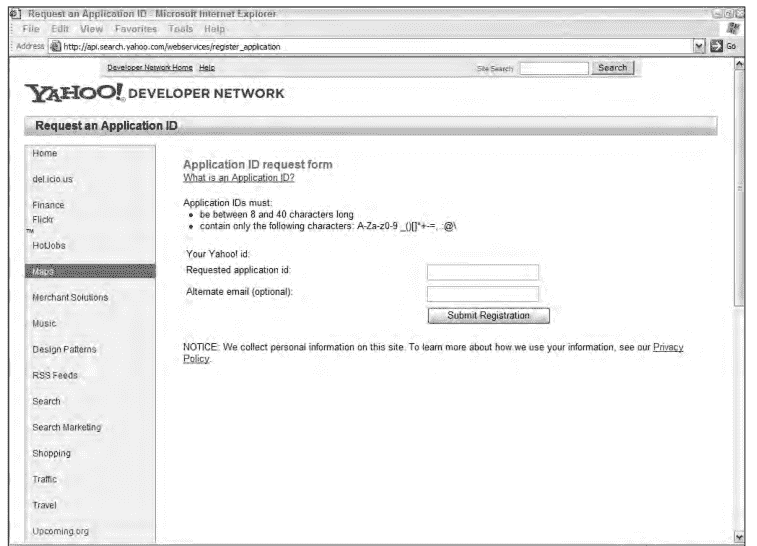 Request an Application ID - Microsoft Internet Explorer
File Edit View Favorites Tools Help
Address http://api.search.yahoo.com/webservices/register_application Go
Developer Network Home Help Site Search: Search
YAHOO! DEVELOPER NETWORK
Request an Application ID
Home
del.icio.us
Finance
Flickr
TM
HotJobs
Maps
Merchant Solutions
Music
Design Patterns
RSS Feeds
Search
Search Marketing
Shopping
Traffic
Travel
Upcoming.org
Application ID request form
What is an Application ID?
Application IDs must:
• be between 8 and 40 characters long
• contain only the following characters: A-Za-z0-9 _()[]*+-=, .:@\
Your Yahoo! id:
Requested application id:
Alternate email (optional):
Submit Registration
NOTICE: We collect personal information on this site. To learn more about how we use your information, see our Privacy
Policy.